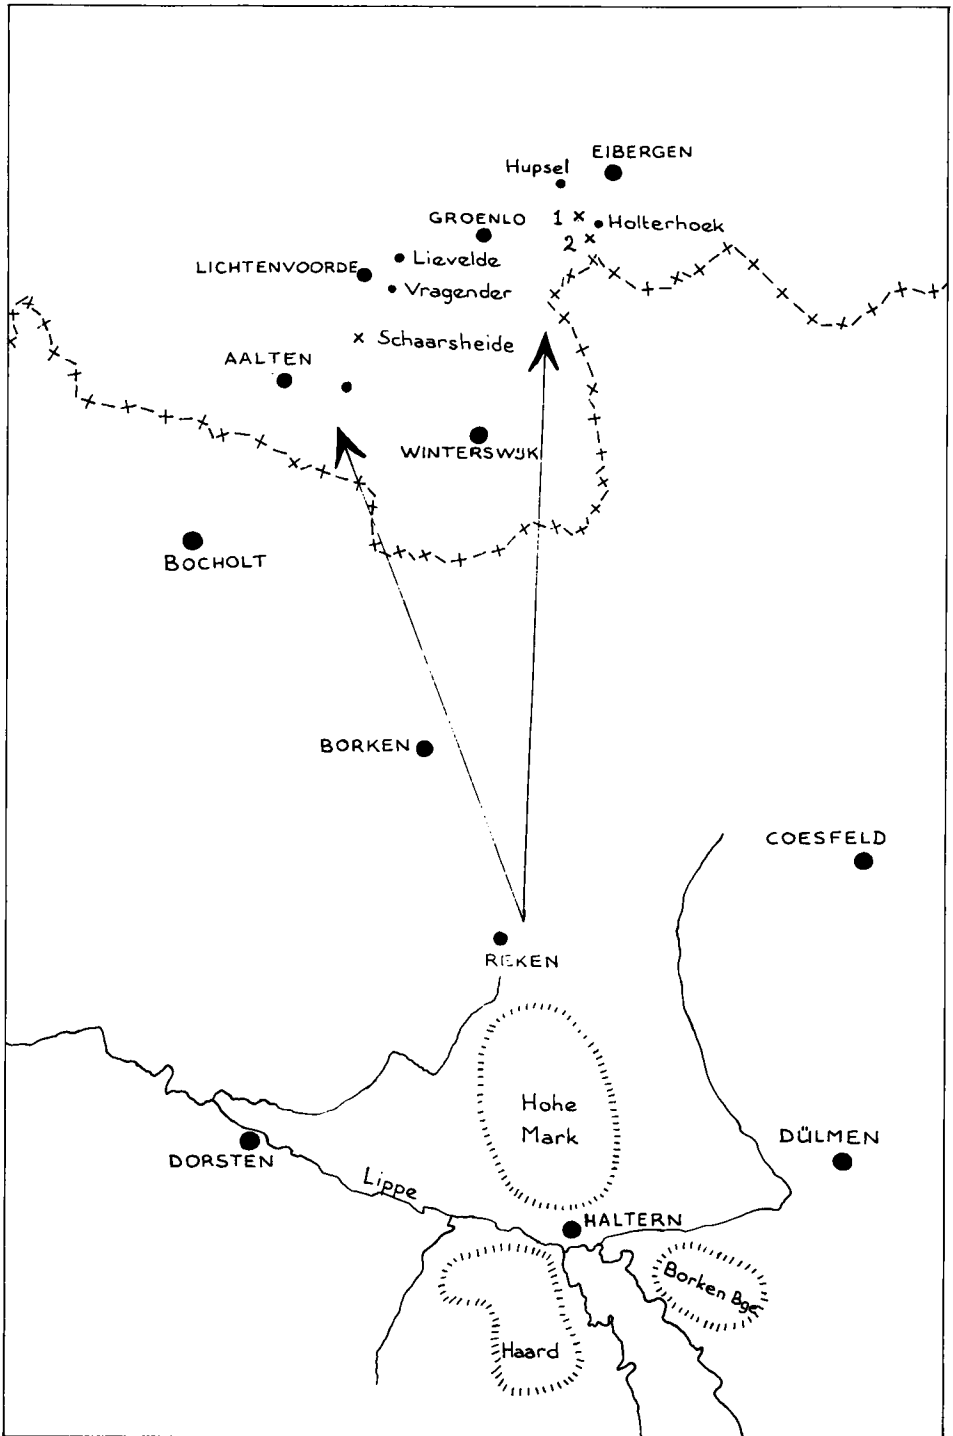 Hupsel
EIBERGEN
GROENLO
1
Holterhoek
2
LICHTENVOORDE
Lievelde
Vragender
Schaarsheide
AALTEN
WINTERSWIJK
BOCHOLT
BORKEN
COESFELD
REKEN
Hohe
Mark
DORSTEN
DÜLMEN
Lippe
HALTERN
Borken Bge
Haard